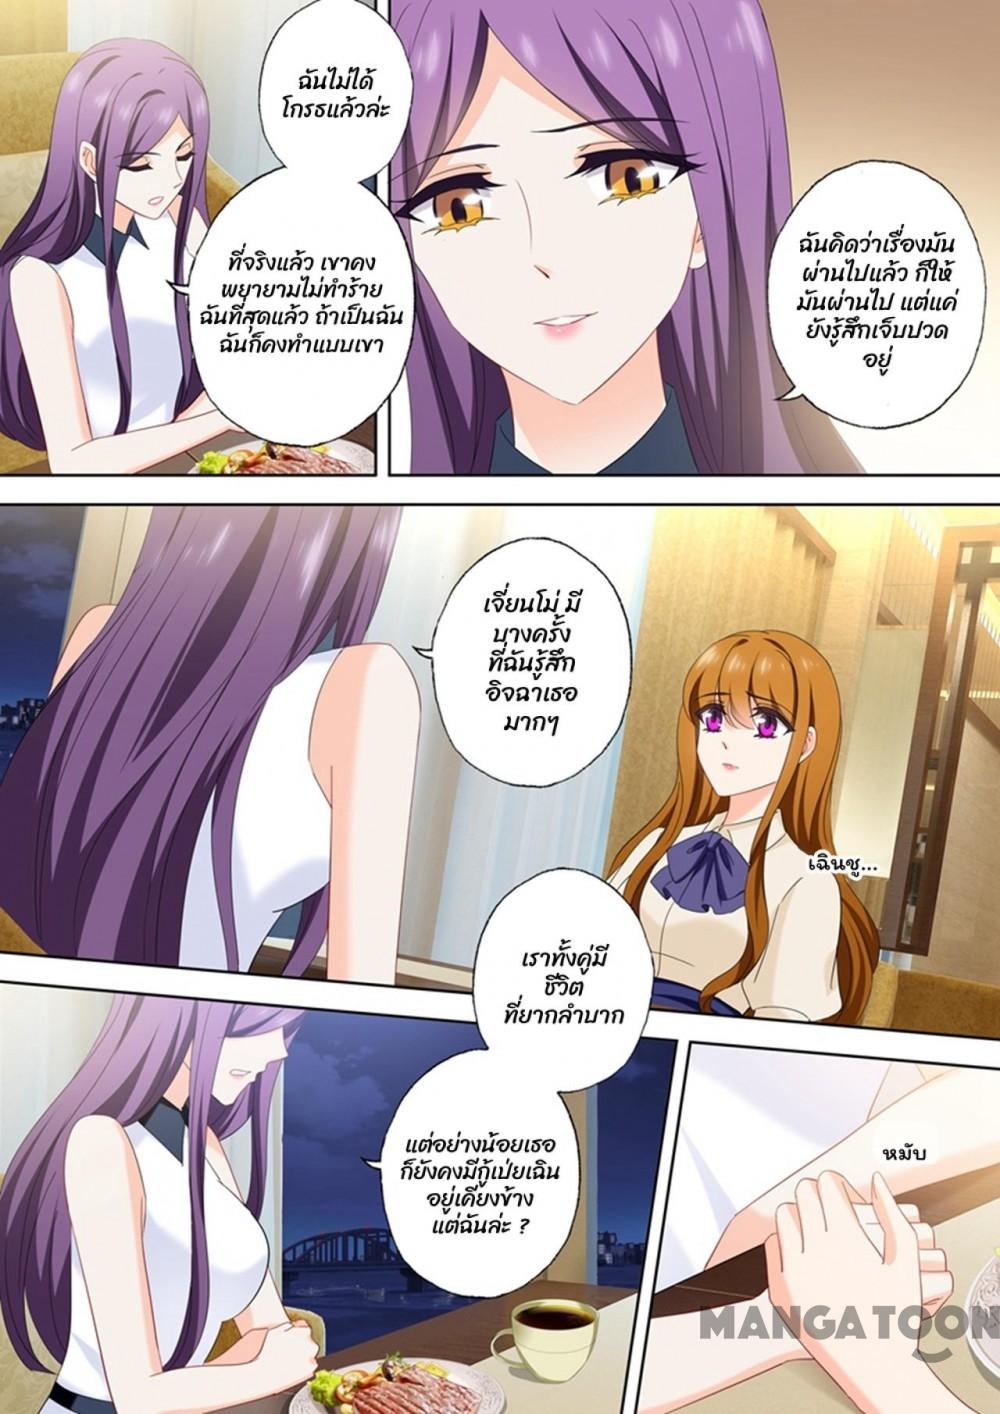 ฉันไม่ได้
โกรธแล้วล่ะ
ที่จริงแล้ว เขาคง
พยายามไม่ทำร้าย
ฉันที่สุดแล้ว ถ้าเป็นฉัน
ฉันก็คงทำแบบเขา
ฉันคิดว่าเรื่องมัน
ผ่านไปแล้ว ก็ให้
มันผ่านไป แต่แค่
ยังรู้สึกเจ็บปวด
อยู่
เจี่ยนโม่ มี
บางครั้ง
ที่ฉันรู้สึก
อิจฉาเธอ
มากๆ
เฉินซู...
เราทั้งคู่มี
ชีวิต
ที่ยากลำบาก
แต่อย่างน้อยเธอ
ก็ยังคงมีกู้เป่ยเฉิน
อยู่เคียงข้าง
แต่ฉันล่ะ ?
หมับ
MANGATOON